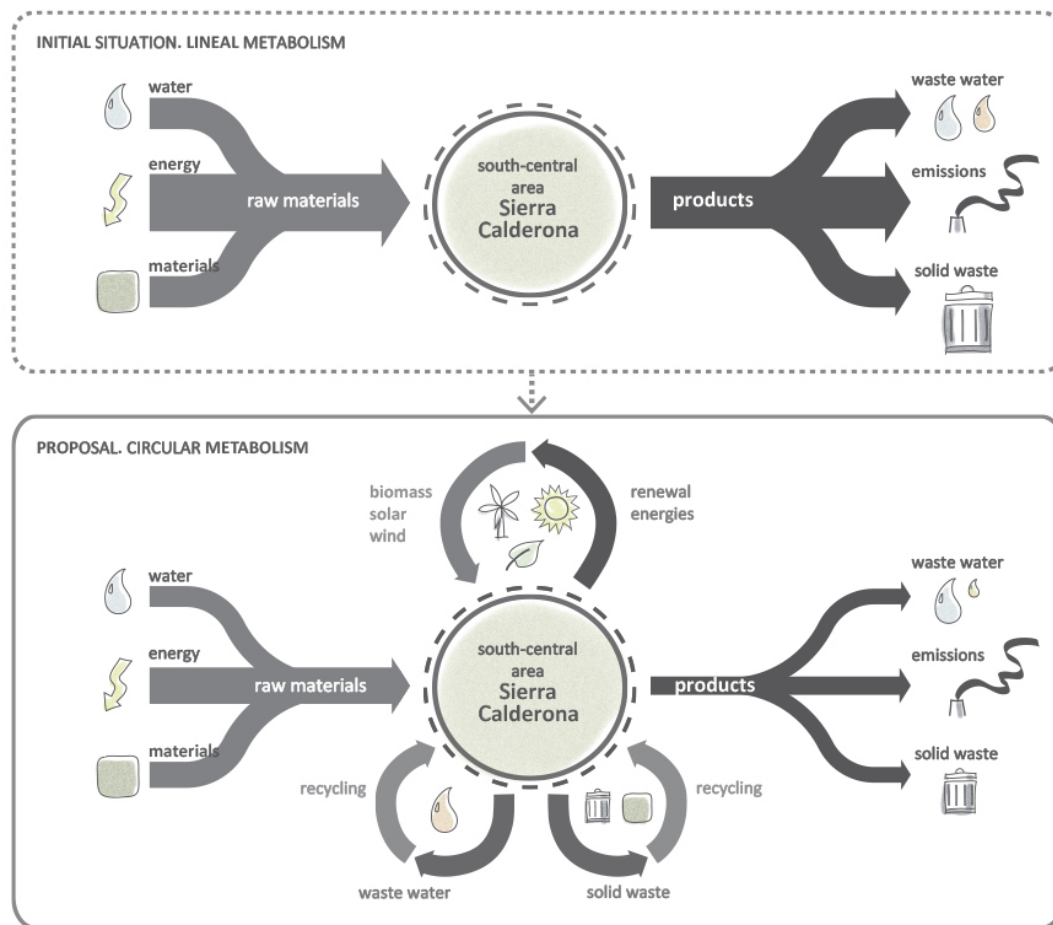 INITIAL SITUATION. LINEAL METABOLISM
water
energy
materials
raw materials
south-central
area
Sierra
Calderona
products
waste water
emissions
solid waste
PROPOSAL. CIRCULAR METABOLISM
biomass
solar
wind
renewal
energies
water
energy
materials
raw materials
south-central
area
Sierra
Calderona
products
waste water
emissions
solid waste
recycling
waste water
recycling
solid waste